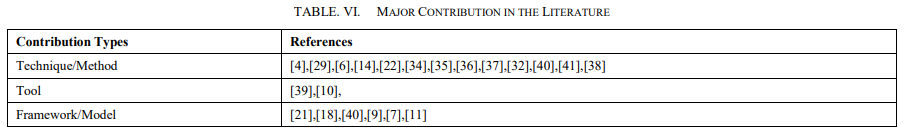 TABLE. VI. MAJOR CONTRIBUTION IN THE LITERATURE
Contribution Types References
Technique/Method [4],[29],[6],[14],[22],[34],[35],[36],[37],[32],[40],[41],[38]
Tool [39],[10],
Framework/Model [21],[18],[40],[9],[7],[11]